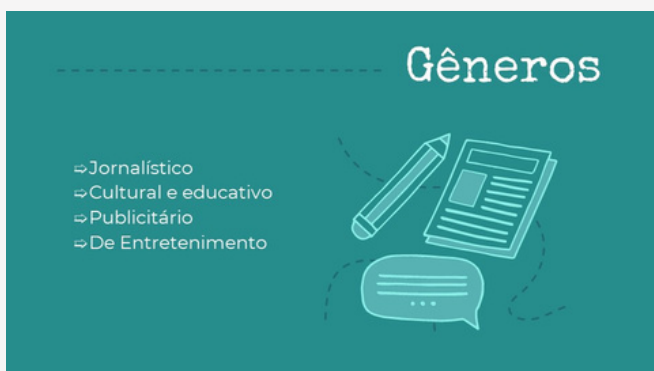 Gêneros
⇨Jornalístico
⇨Cultural e educativo
⇨Publicitário
⇨De Entretenimento